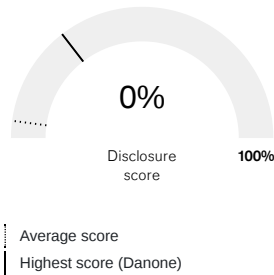 0%
Disclosure
score
100%
Average score
Highest score (Danone)